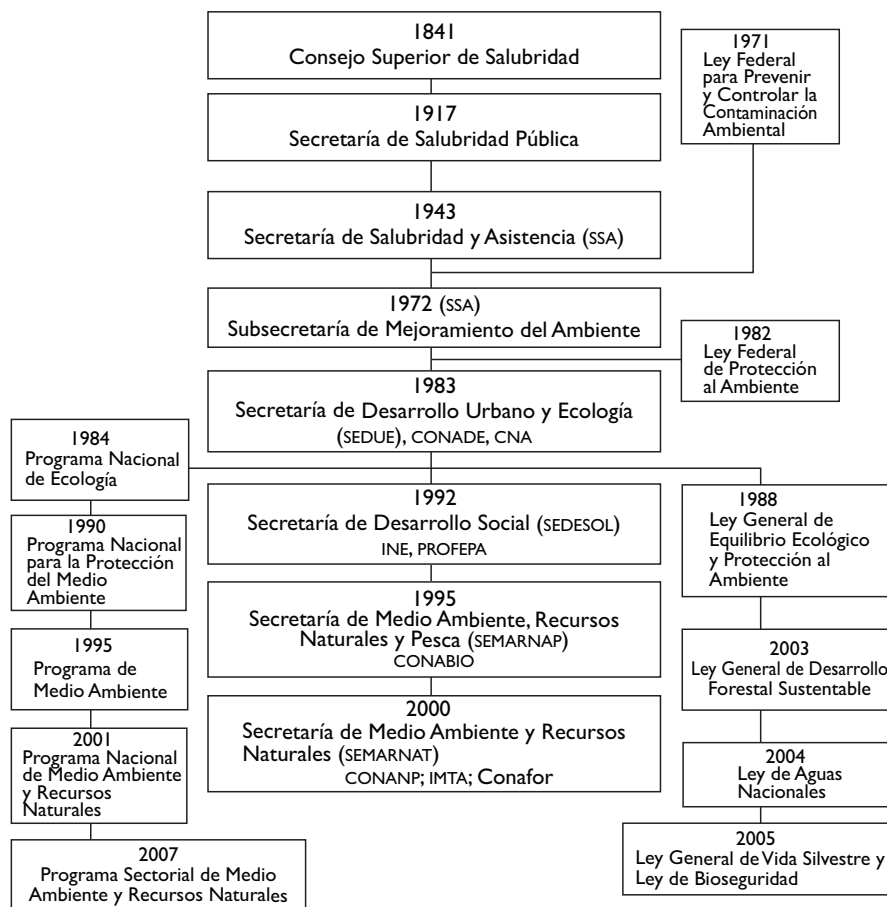 1841
Consejo Superior de Salubridad
1917
Secretaría de Salubridad Pública
1943
Secretaría de Salubridad y Asistencia (SSA)
1971
Ley Federal
para Prevenir
y Controlar la
Contaminación
Ambiental
1972 (SSA)
Subsecretaría de Mejoramiento del Ambiente
1982
Ley Federal
de Protección
al Ambiente
1983
Secretaría de Desarrollo Urbano y Ecología
(SEDUE), CONADE, CNA
1984
Programa Nacional
de Ecología
1990
Programa Nacional
para la Protección
del Medio
Ambiente
1995
Programa de
Medio Ambiente
2001
Programa Nacional
de Medio Ambiente
y Recursos
Naturales
2007
Programa Sectorial de Medio
Ambiente y Recursos Naturales
1992
Secretaría de Desarrollo Social (SEDESOL)
INE, PROFEPA
1995
Secretaría de Medio Ambiente, Recursos
Naturales y Pesca (SEMARNAP)
CONABIO
2000
Secretaría de Medio Ambiente y Recursos
Naturales (SEMARNAT)
CONANP; IMTA; Conafor
1988
Ley General de
Equilibrio Ecológico
y Protección al
Ambiente
2003
Ley General de Desarrollo
Forestal Sustentable
2004
Ley de Aguas
Nacionales
2005
Ley General de Vida Silvestre y
Ley de Bioseguridad